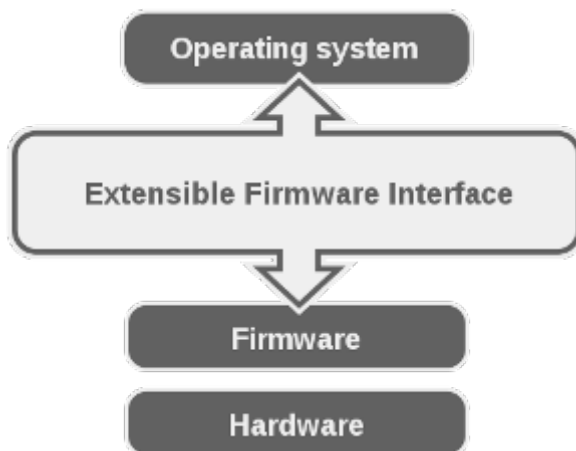 Operating system
Extensible Firmware Interface
Firmware
Hardware